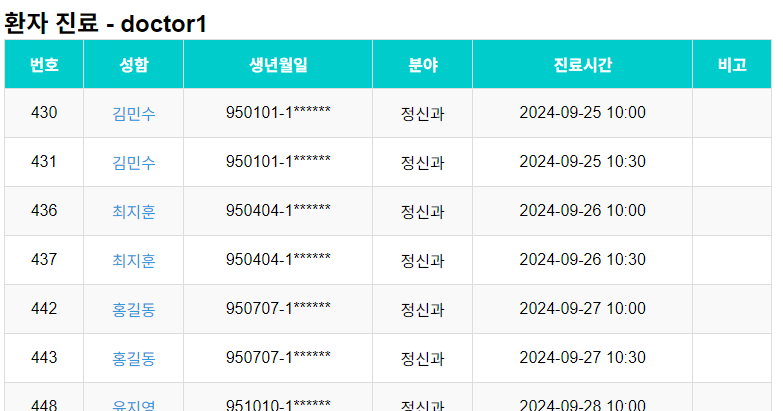 환자 진료 - doctor1
번호 성함 생년월일 분야 진료시간 비고
430 김민수 950101-1****** 정신과 2024-09-25 10:00
431 김민수 950101-1****** 정신과 2024-09-25 10:30
436 최지훈 950404-1****** 정신과 2024-09-26 10:00
437 최지훈 950404-1****** 정신과 2024-09-26 10:30
442 홍길동 950707-1****** 정신과 2024-09-27 10:00
443 홍길동 950707-1****** 정신과 2024-09-27 10:30
448 윤지영 951010-1****** 정신과 2024-09-28 10:00